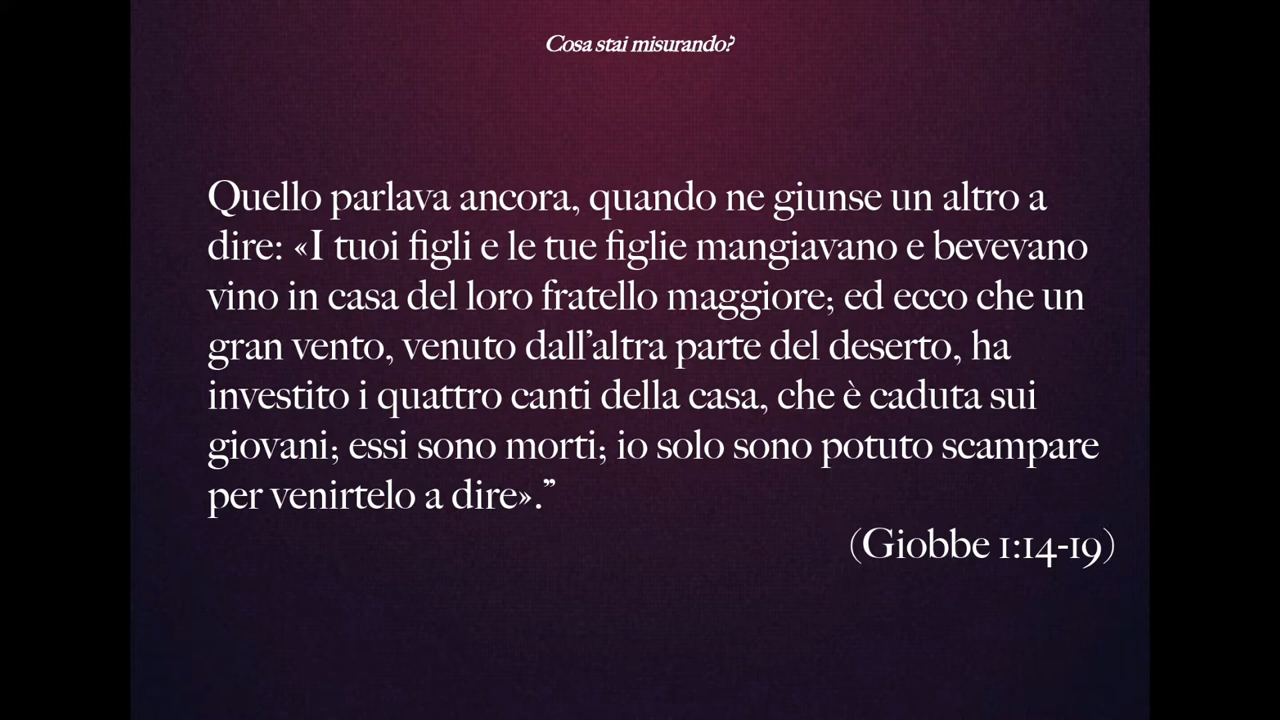 Cosa stai misurando?
Quello parlava ancora, quando ne giunse un altro a
dire: «I tuoi figli e le tue figlie mangiavano e bevevano
vino in casa del loro fratello maggiore; ed ecco che un
gran vento, venuto dall’altra parte del deserto, ha
investito i quattro canti della casa, che è caduta sui
giovani; essi sono morti; io solo sono potuto scampare
per venirtelo a dire».”
(Giobbe 1:14-19)